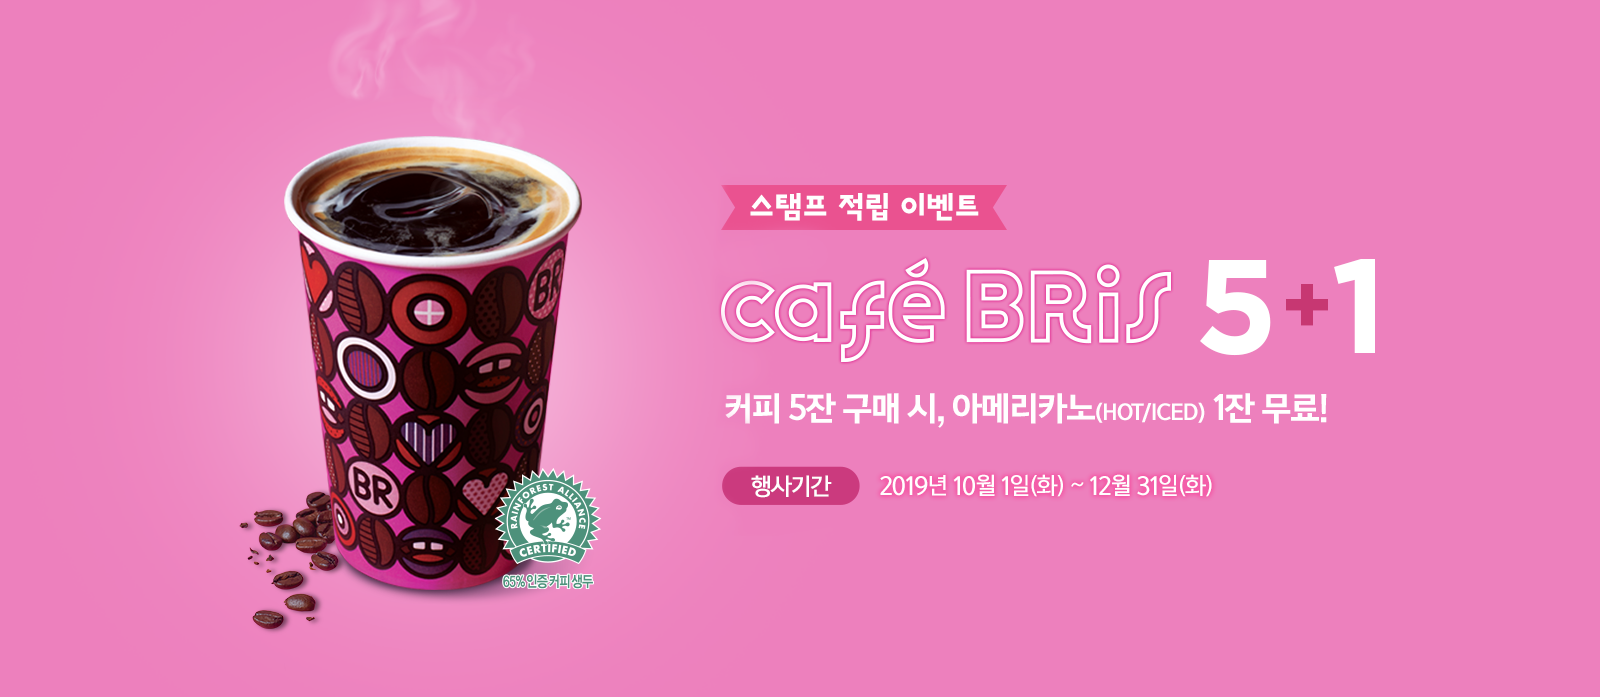 스탬프 적립 이벤트
café BRiS 5+1
커피 5잔 구매 시, 아메리카노(HOT/ICED) 1잔 무료!
행사기간 2019년 10월 1일(화) ~ 12월 31일(화)
BR
BR
RAINFOREST ALLIANCE
CERTIFIED
65% 인증 커피 생두